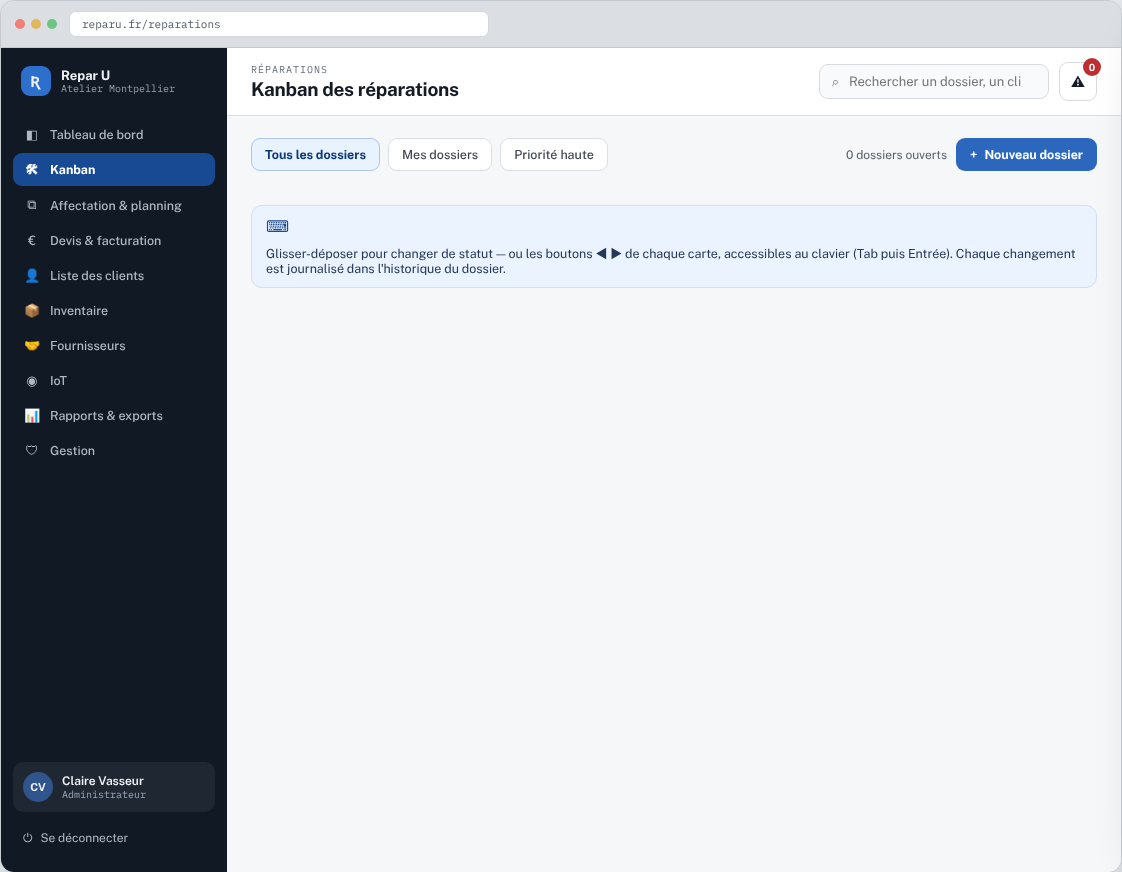 reparu.fr/reparations
R
Repar U
Atelier Montpellier
Tableau de bord
Kanban
Affectation & planning
€ Devis & facturation
Liste des clients
Inventaire
Fournisseurs
IoT
Rapports & exports
Gestion
CV
Claire Vasseur
Administrateur
Se déconnecter
RÉPARATIONS
Kanban des réparations
Rechercher un dossier, un cli
0
Tous les dossiers
Mes dossiers
Priorité haute
0 dossiers ouverts
+ Nouveau dossier
Glisser-déposer pour changer de statut — ou les boutons ◀ ▶ de chaque carte, accessibles au clavier (Tab puis Entrée). Chaque changement
est journalisé dans l'historique du dossier.